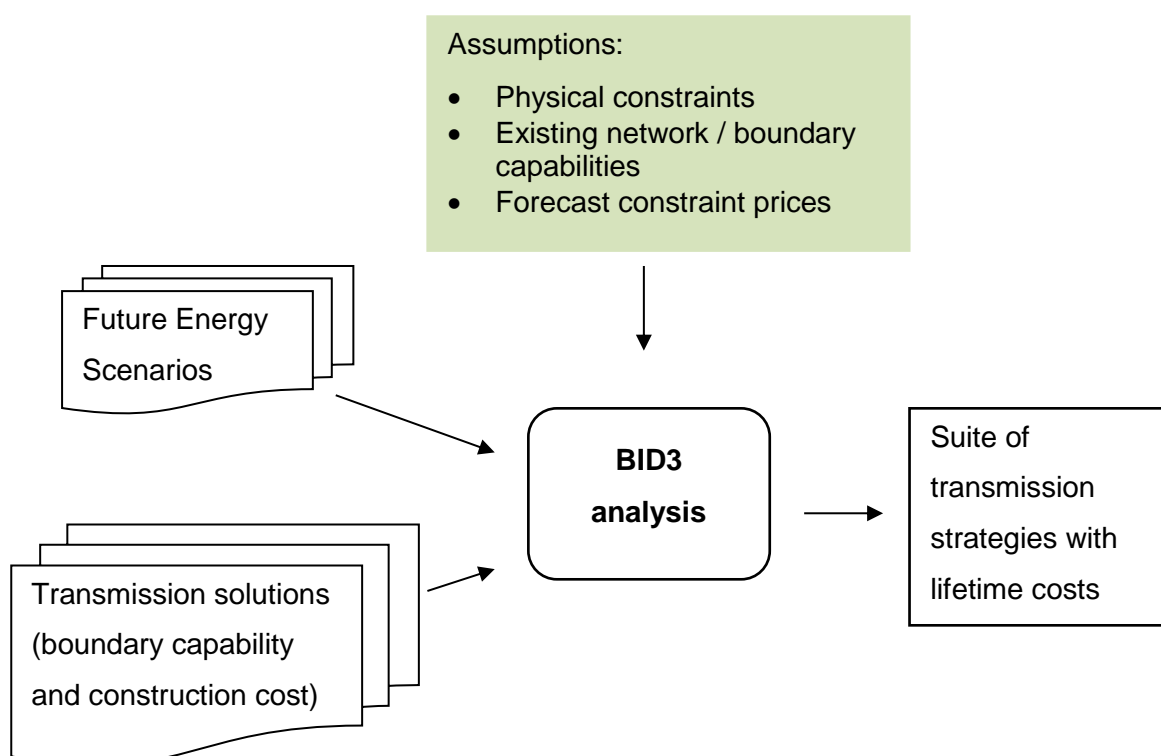 Assumptions:
• Physical constraints
• Existing network / boundary
capabilities
• Forecast constraint prices
Future Energy
Scenarios
BID3
analysis
Suite of
transmission
strategies with
lifetime costs
Transmission solutions
(boundary capability
and construction cost)